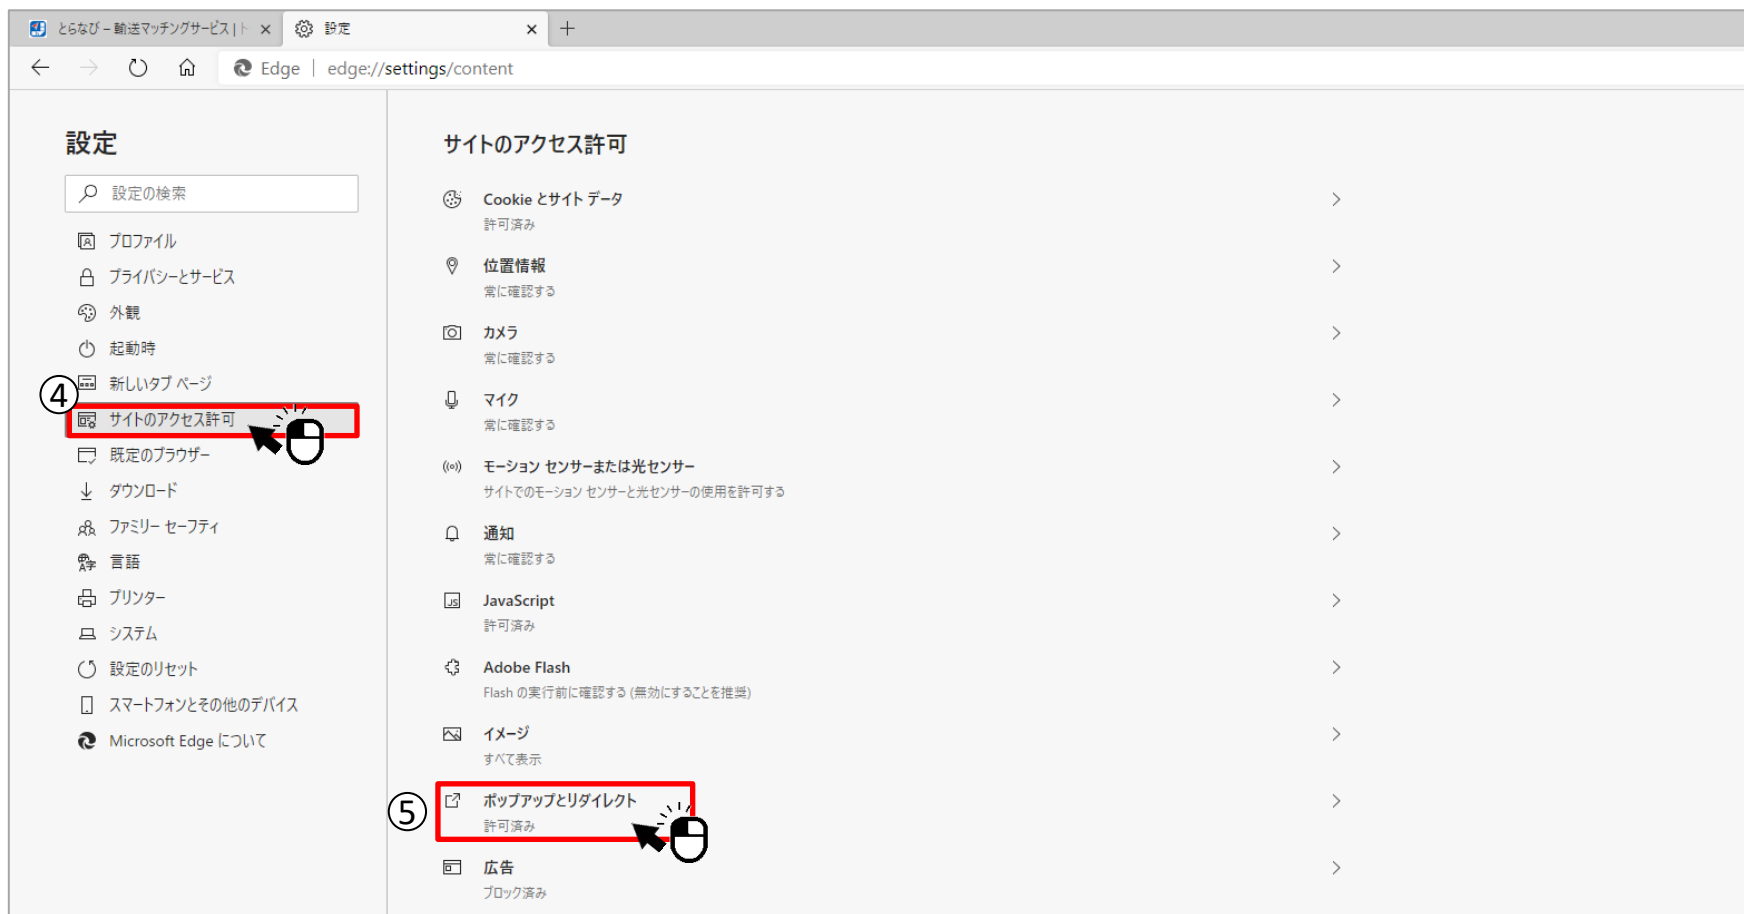 とらなび – 輸送マッチングサービス | ト
設定
Edge
edge://settings/content
設定
設定の検索
プロファイル
プライバシーとサービス
外観
起動時
新しいタブ ページ
④
サイトのアクセス許可
既定のブラウザー
ダウンロード
ファミリー セーフティ
言語
プリンター
システム
設定のリセット
スマートフォンとその他のデバイス
Microsoft Edge について
サイトのアクセス許可
Cookie とサイト データ
許可済み
位置情報
常に確認する
カメラ
常に確認する
マイク
常に確認する
モーション センサーまたは光センサー
サイトでのモーション センサーと光センサーの使用を許可する
通知
常に確認する
JS
JavaScript
許可済み
Adobe Flash
Flash の実行前に確認する (無効にすることを推奨)
イメージ
すべて表示
⑤
ポップアップとリダイレクト
許可済み
広告
ブロック済み